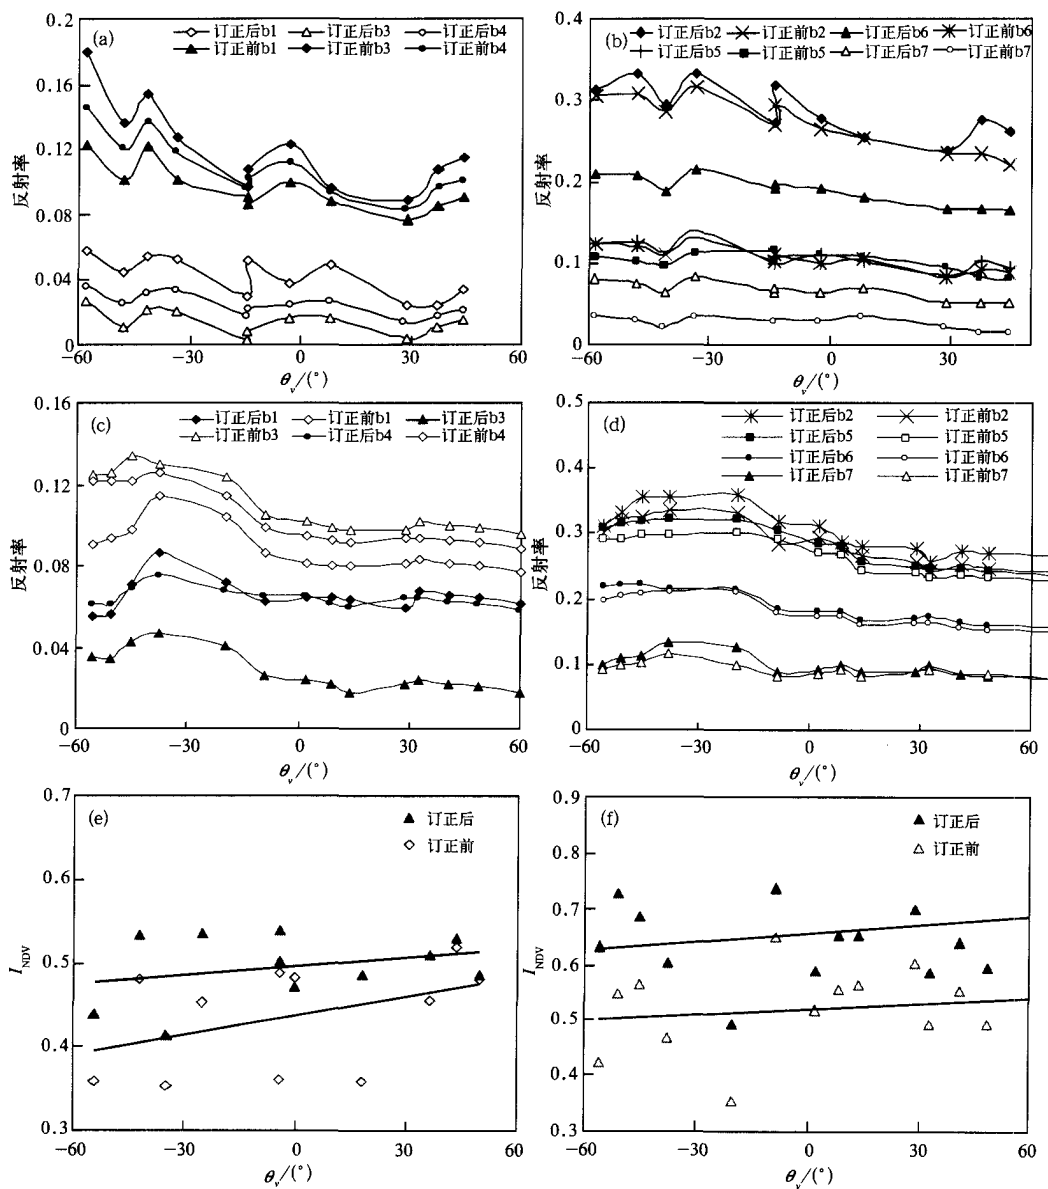 (a)
订正后b1 订正后b3 订正后b4
订正前b1 订正前b3 订正前b4
0.2
0.16
0.12
0.08
0.04
0
反射率
−60 −30 0 30 60
θv/(°)
(b)
订正后b2 订正前b2 订正后b6 订正前b6
订正后b5 订正前b5 订正后b7 订正前b7
0.4
0.3
0.2
0.1
0
反射率
−60 −30 0 30
θv/(°)
(c)
订正后b1 订正前b1 订正后b3
订正前b3 订正后b4 订正前b4
0.16
0.12
0.08
0.04
0
反射率
−60 −30 0 30 60
θv/(°)
(d)
订正后b2 订正前b2
订正后b5 订正前b5
订正后b6 订正前b6
订正后b7 订正前b7
0.5
0.4
0.3
0.2
0.1
0
反射率
−60 −30 0 30 60
θv/(°)
(e)
订正后
订正前
0.7
0.6
0.5
0.4
0.3
INDV
−60 −30 0 30 60
θv/(°)
(f)
订正后
订正前
0.9
0.8
0.7
0.6
0.5
0.4
0.3
INDV
−60 −30 0 30 60
θv/(°)